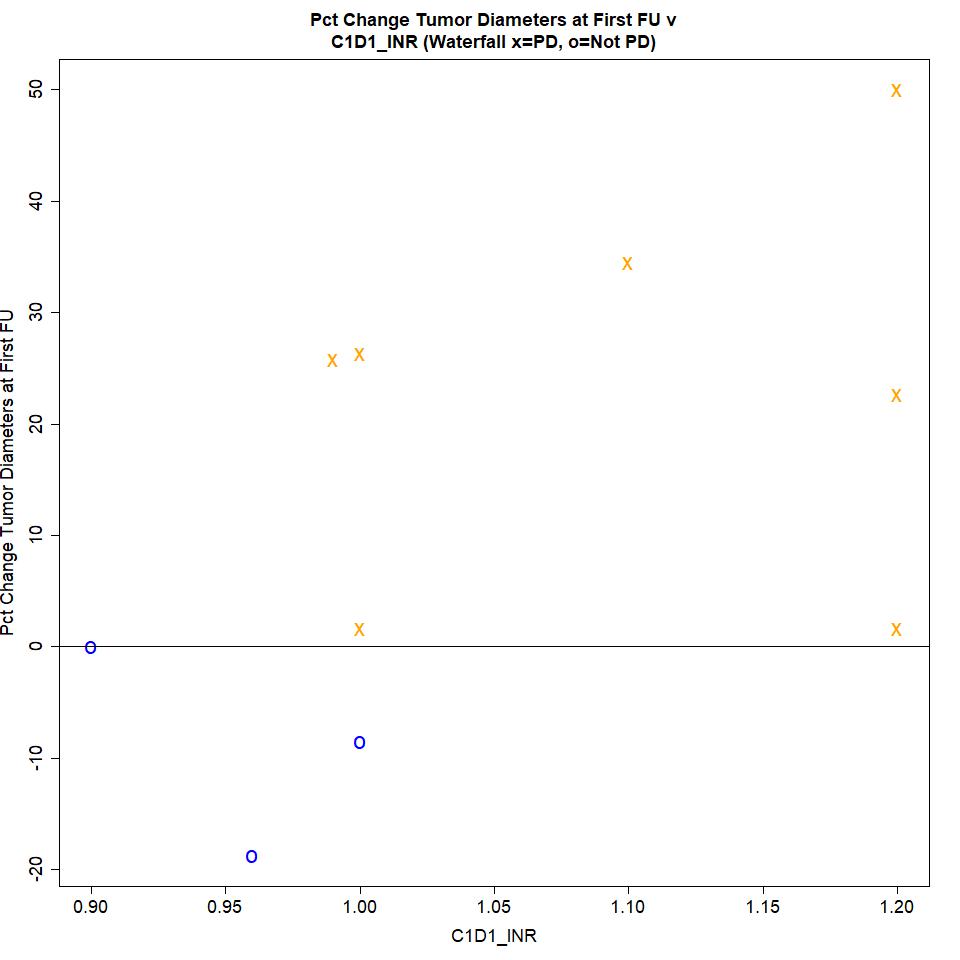 Pct Change Tumor Diameters at First FU v
C1D1_INR (Waterfall x=PD, o=Not PD)
Pct Change Tumor Diameters at First FU
50
40
30
20
10
0
-10
-20
x
x
x
x
x
x
x
o
o
o
0.90
0.95
1.00
1.05
1.10
1.15
1.20
C1D1_INR